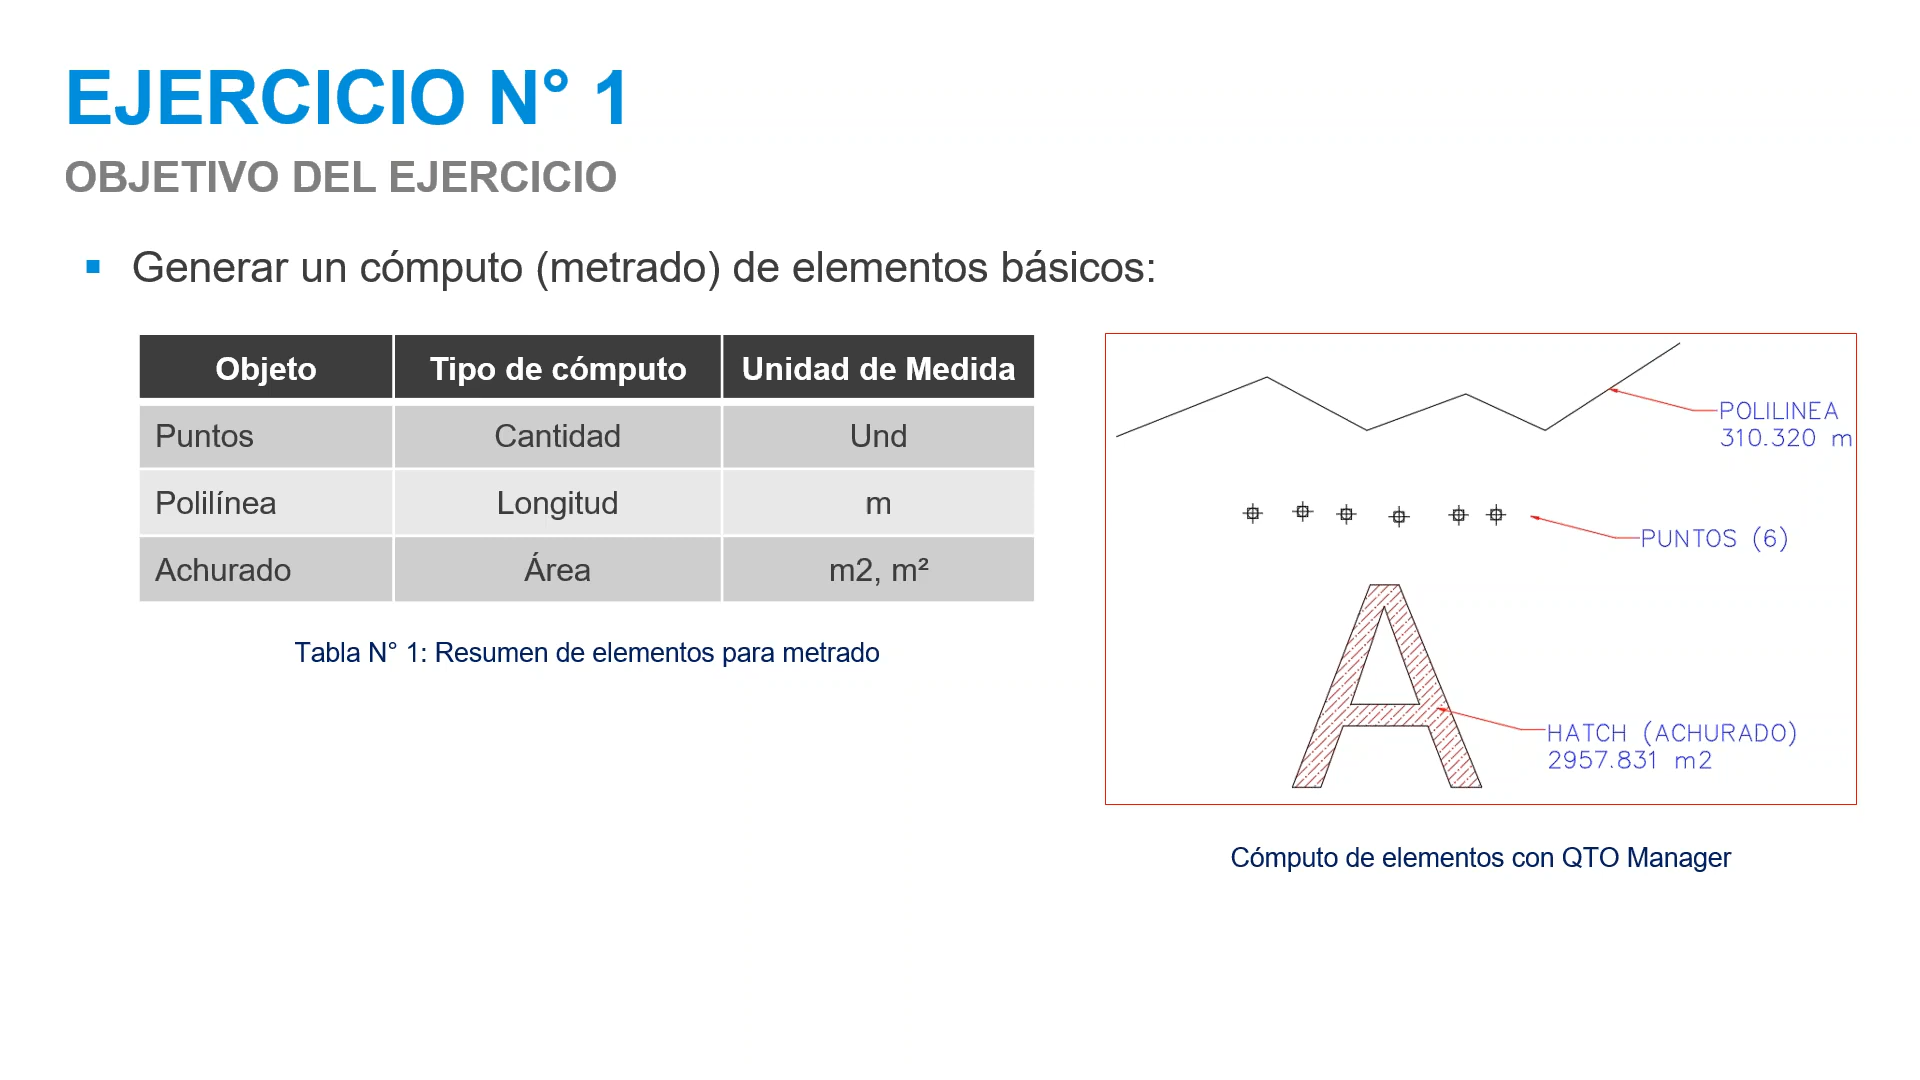 EJERCICIO N° 1
OBJETIVO DEL EJERCICIO
Generar un cómputo (metrado) de elementos básicos:
Objeto Tipo de cómputo Unidad de Medida
Puntos Cantidad Und
Polilínea Longitud m
Achurado Área m2, m²
Tabla N° 1: Resumen de elementos para metrado
POLILINEA
310.320 m
PUNTOS (6)
HATCH (ACHURADO)
2957.831 m2
Cómputo de elementos con QTO Manager